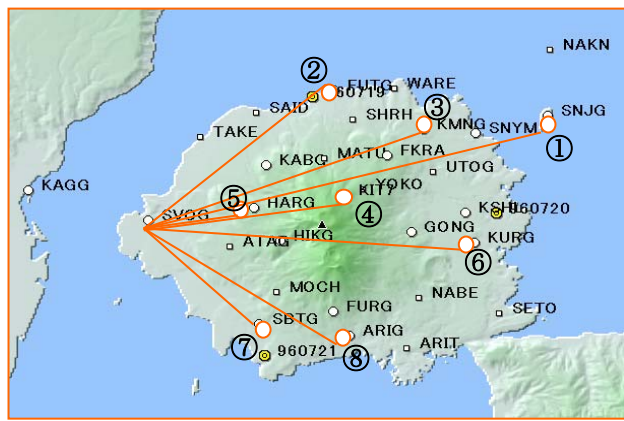 NAKN
②
FUTG
WARE
960719
SAID
SHRH
③
KMNG
SNJG
SNYM
①
TAKE
KABG
MATU
FKRA
UTOG
KAGG
YOKO
KIT7
⑤
HARG
④
SVOG
KSHI
960720
GONG
KURG
ATAG
HIKG
⑥
MOCH
NABE
FURG
SETO
SBTG
ARIG
⑦
960721
⑧
ARIT